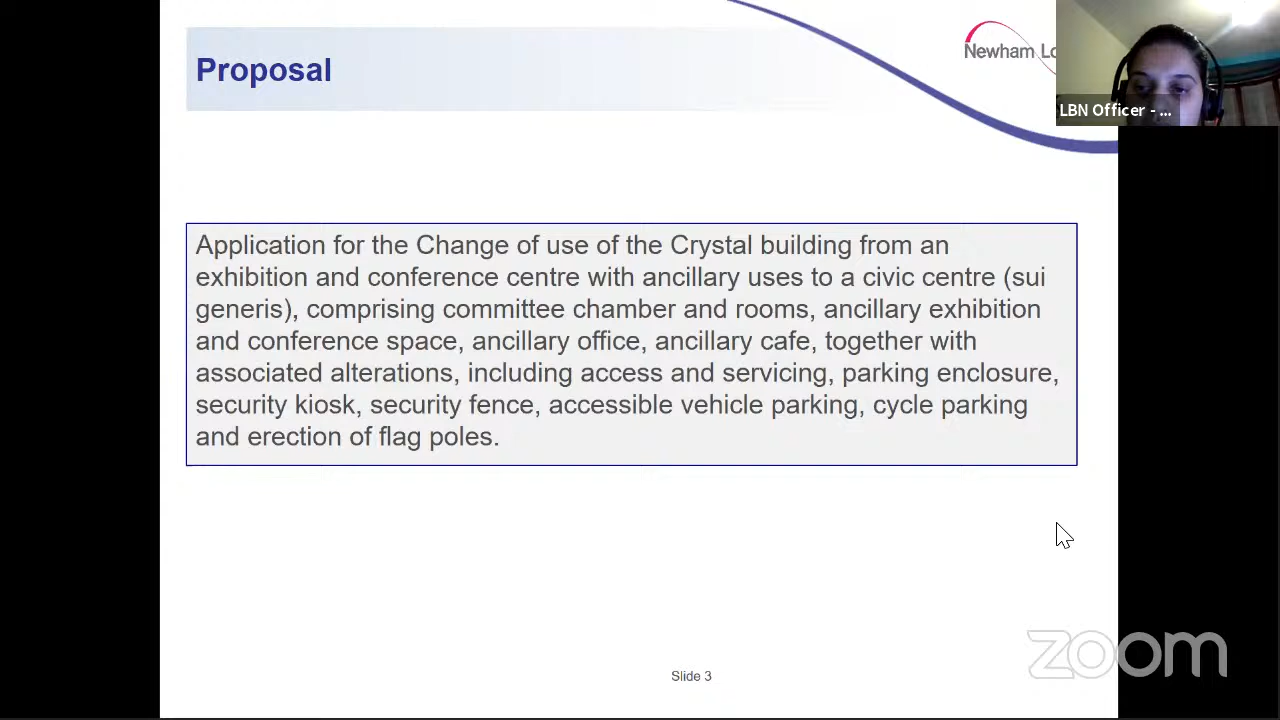 Proposal
Newham Lo
LBN Officer - ...
Application for the Change of use of the Crystal building from an
exhibition and conference centre with ancillary uses to a civic centre (sui
generis), comprising committee chamber and rooms, ancillary exhibition
and conference space, ancillary office, ancillary cafe, together with
associated alterations, including access and servicing, parking enclosure,
security kiosk, security fence, accessible vehicle parking, cycle parking
and erection of flag poles.
zoom
Slide 3